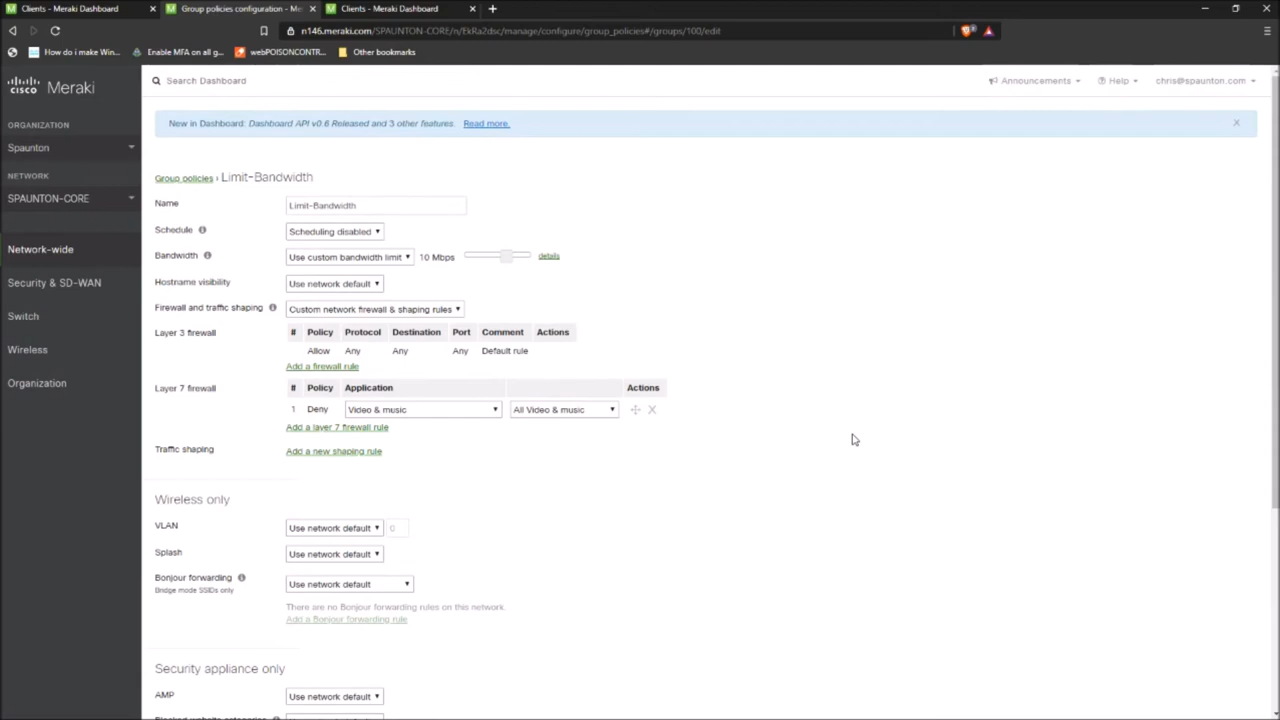 Clients - Meraki Dashboard
Group policies configuration - Me
Clients - Meraki Dashboard
n146.meraki.com/SPAUNTON-CORE/n/EkRa2dsc/manage/configure/group_policies#/groups/100/edit
How do i make Win...
Enable MFA on all g...
webPOISONCONTR...
Other bookmarks
cisco Meraki
Search Dashboard
Announcements
Help
chris@spaunton.com
New in Dashboard: Dashboard API v0.6 Released and 3 other features. Read more.
ORGANIZATION
Spaunton
NETWORK
SPAUNTON-CORE
Network-wide
Security & SD-WAN
Switch
Wireless
Organization
Group policies › Limit-Bandwidth
Name Limit-Bandwidth
Schedule Scheduling disabled
Bandwidth Use custom bandwidth limit 10 Mbps details
Hostname visibility Use network default
Firewall and traffic shaping Custom network firewall & shaping rules
Layer 3 firewall # Policy Protocol Destination Port Comment Actions
Allow Any Any Any Default rule
Add a firewall rule
Layer 7 firewall # Policy Application Actions
1 Deny Video & music All Video & music
Add a layer 7 firewall rule
Traffic shaping Add a new shaping rule
Wireless only
VLAN Use network default 0
Splash Use network default
Bonjour forwarding Use network default
Bridge mode SSIDs only
There are no Bonjour forwarding rules on this network.
Add a Bonjour forwarding rule
Security appliance only
AMP Use network default